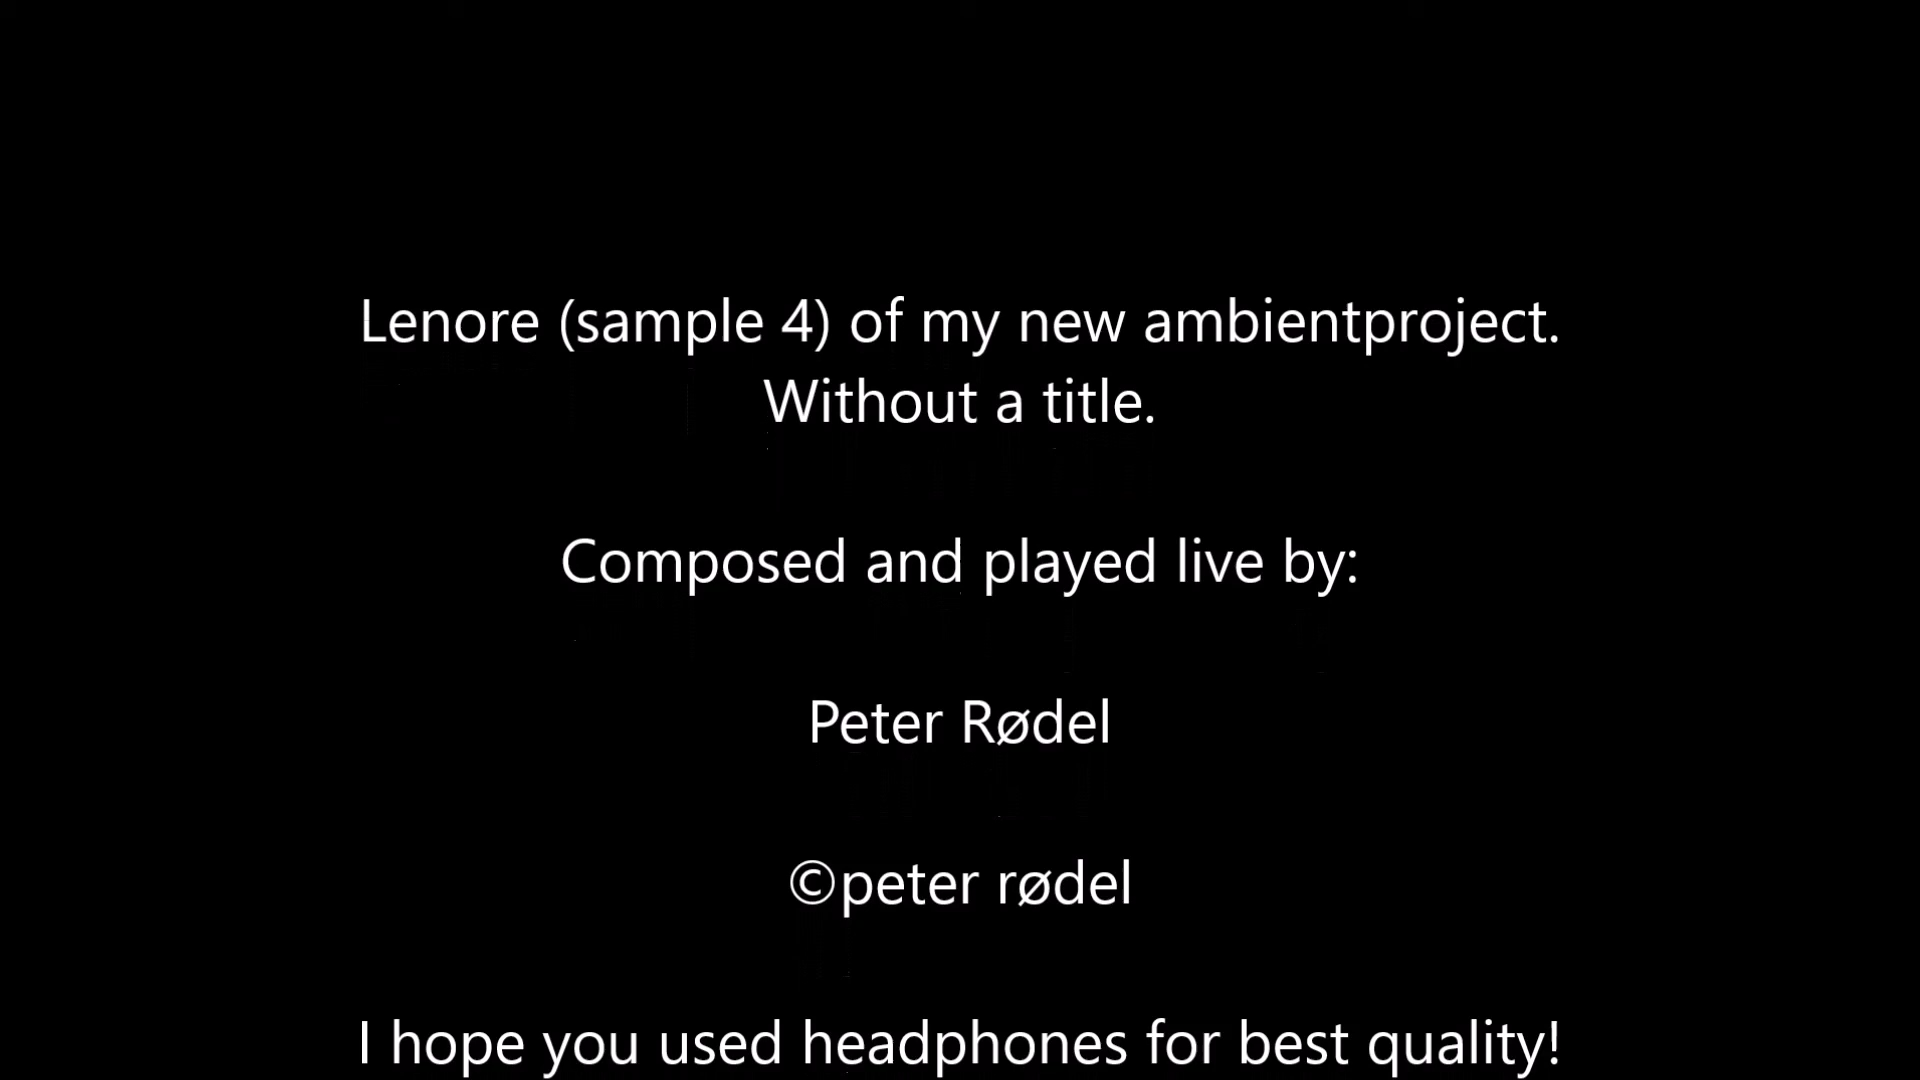 Lenore (sample 4) of my new ambientproject.
Without a title.
Composed and played live by:
Peter Rødel
©peter rødel
I hope you used headphones for best quality!